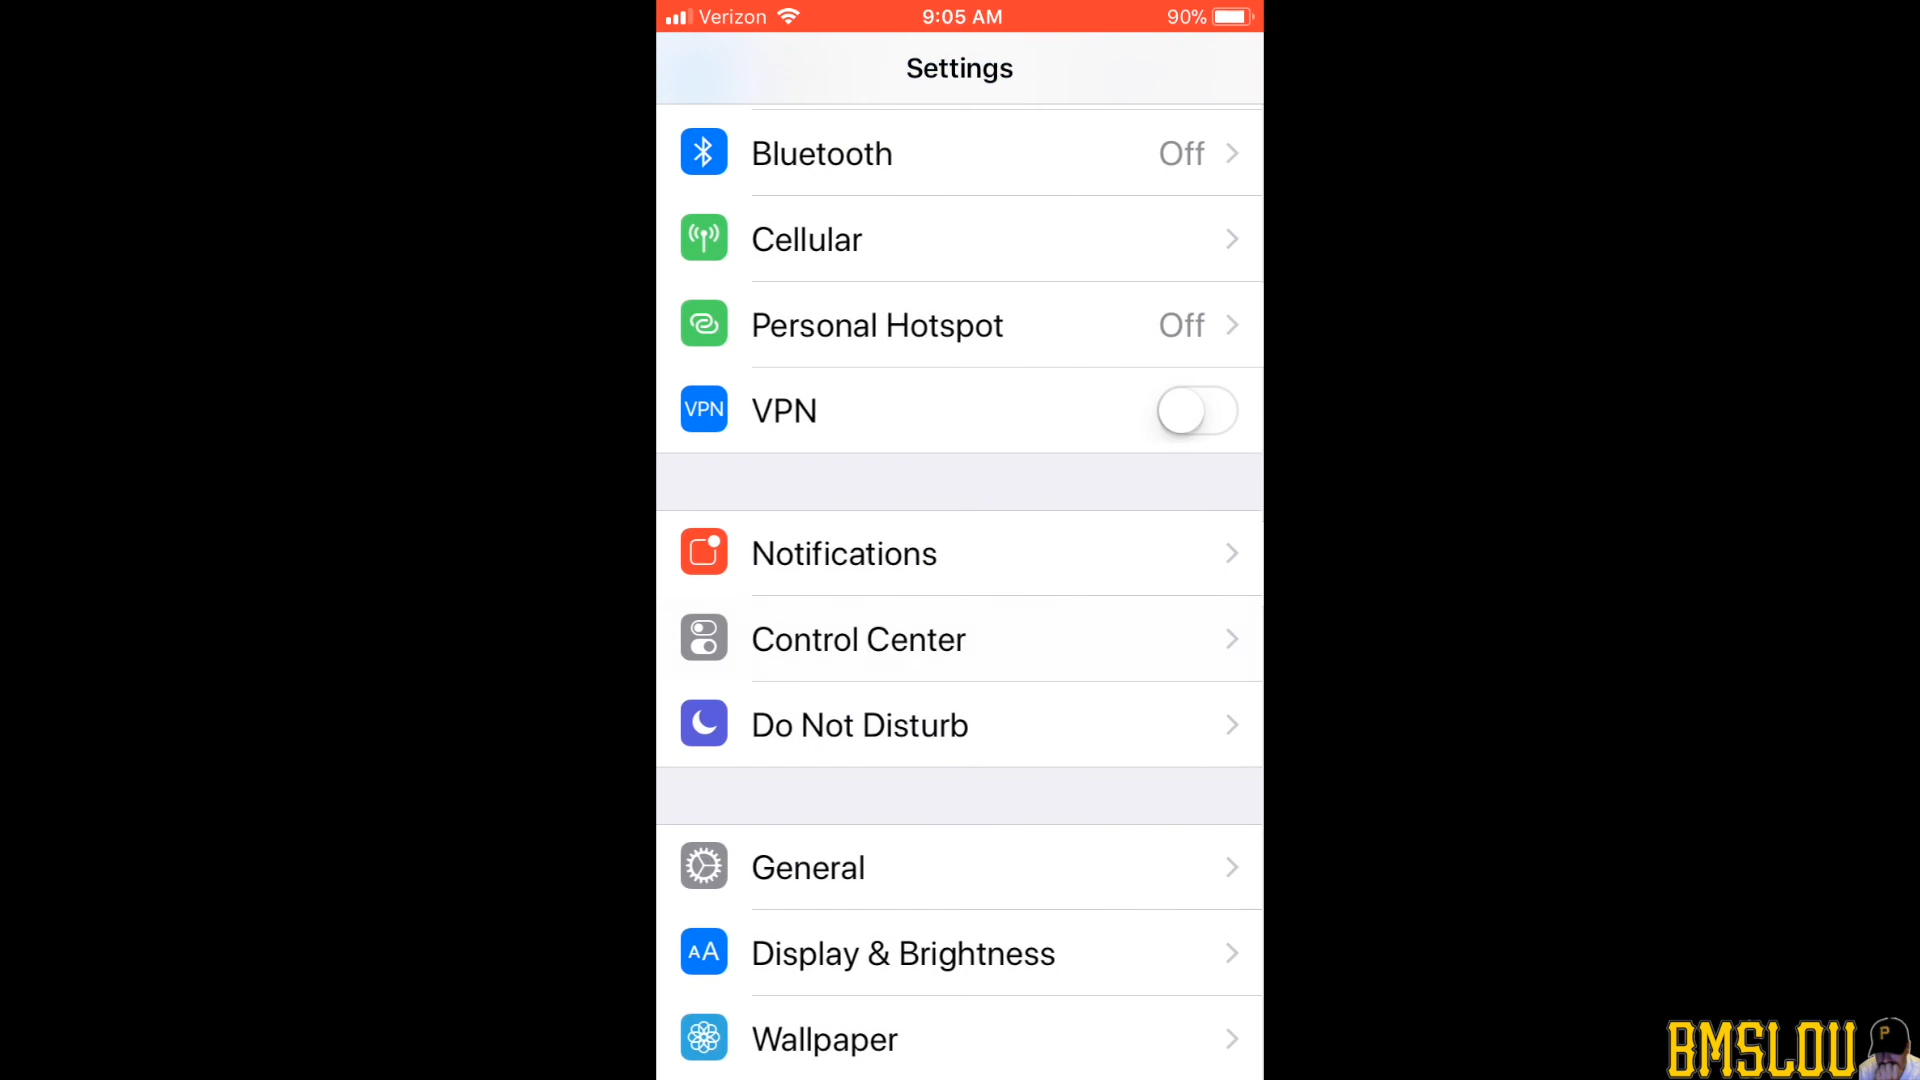 Verizon 9:05 AM 90%
Settings
Bluetooth Off
Cellular
Personal Hotspot Off
VPN VPN
Notifications
Control Center
Do Not Disturb
General
AA Display & Brightness
Wallpaper
BMSLOU P